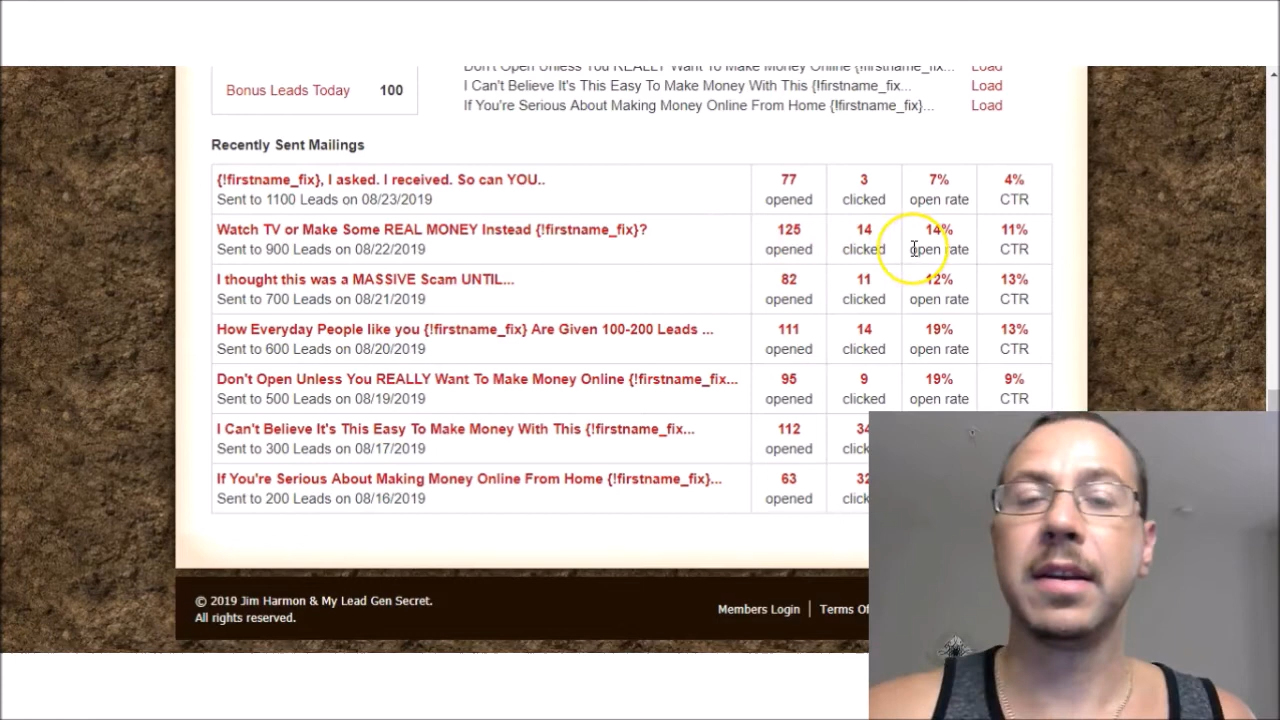 Don't Open Unless You REALLY Want To Make Money Online {!firstname_fix... Load
Bonus Leads Today 100 I Can't Believe It's This Easy To Make Money With This {!firstname_fix... Load
If You're Serious About Making Money Online From Home {!firstname_fix}... Load
Recently Sent Mailings
{!firstname_fix}, I asked. I received. So can YOU.. 77 3 7% 4%
Sent to 1100 Leads on 08/23/2019 opened clicked open rate CTR
Watch TV or Make Some REAL MONEY Instead {!firstname_fix}? 125 14 14% 11%
Sent to 900 Leads on 08/22/2019 opened clicked open rate CTR
I thought this was a MASSIVE Scam UNTIL... 82 11 12% 13%
Sent to 700 Leads on 08/21/2019 opened clicked open rate CTR
How Everyday People like you {!firstname_fix} Are Given 100-200 Leads ... 111 14 19% 13%
Sent to 600 Leads on 08/20/2019 opened clicked open rate CTR
Don't Open Unless You REALLY Want To Make Money Online {!firstname_fix... 95 9 19% 9%
Sent to 500 Leads on 08/19/2019 opened clicked open rate CTR
I Can't Believe It's This Easy To Make Money With This {!firstname_fix... 112 34
Sent to 300 Leads on 08/17/2019 opened
If You're Serious About Making Money Online From Home {!firstname_fix}... 63 32
Sent to 200 Leads on 08/16/2019 opened
© 2019 Jim Harmon & My Lead Gen Secret. Members Login | Terms Of
All rights reserved.